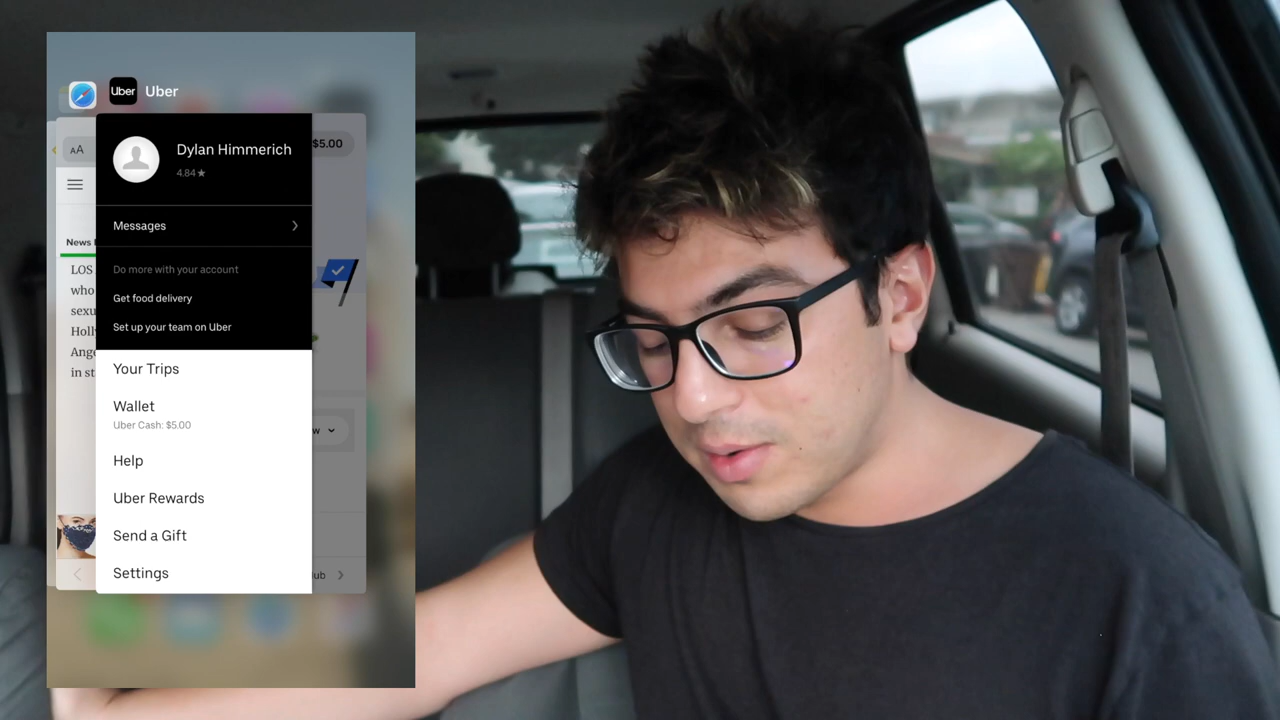 Uber
Uber
Dylan Himmerich
4.84★
Messages
Do more with your account
Get food delivery
Set up your team on Uber
Your Trips
Wallet
Uber Cash: $5.00
Help
Uber Rewards
Send a Gift
Settings
$5.00
AA
News
LOS
who
sexu
Holl
Ange
in st